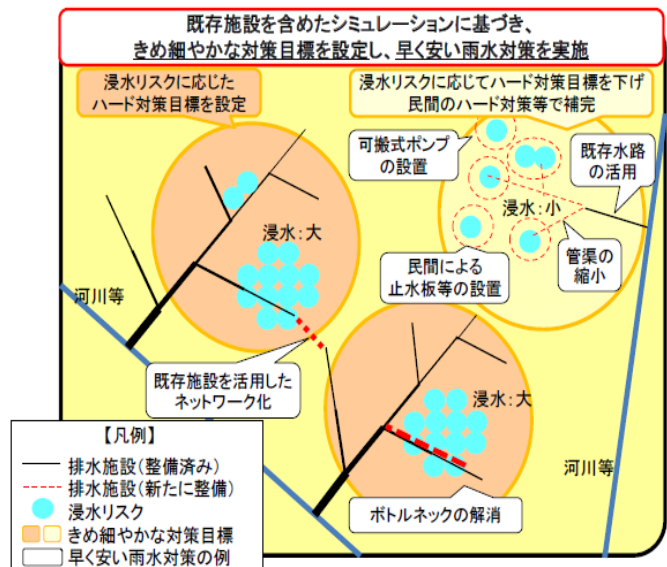 既存施設を含めたシミュレーションに基づき、
きめ細やかな対策目標を設定し、早く安い雨水対策を実施
浸水リスクに応じた
ハード対策目標を設定
浸水リスクに応じてハード対策目標を下げ
民間のハード対策等で補完
可搬式ポンプ
の設置
既存水路
の活用
浸水:大
浸水:小
管渠の
縮小
民間による
止水板等の設置
河川等
既存施設を活用した
ネットワーク化
浸水:大
河川等
ボトルネックの解消
【凡例】
排水施設(整備済み)
排水施設(新たに整備)
浸水リスク
きめ細やかな対策目標
早く安い雨水対策の例